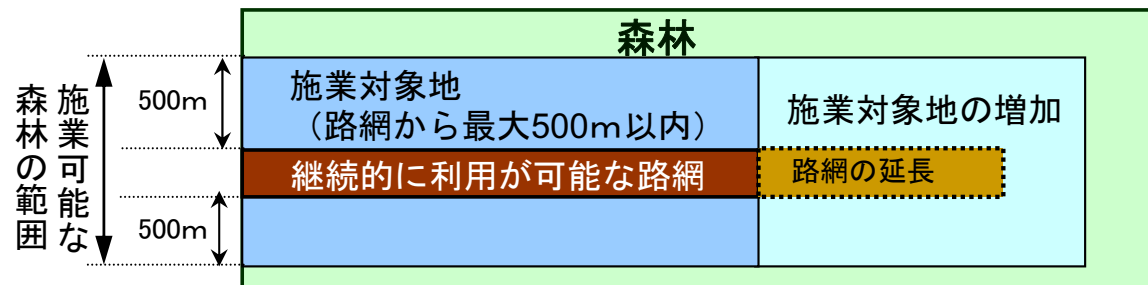 森林
施業可能な
森林の範囲
500m
施業対象地
（路網から最大500m以内）
施業対象地の増加
継続的に利用が可能な路網
路網の延長
500m